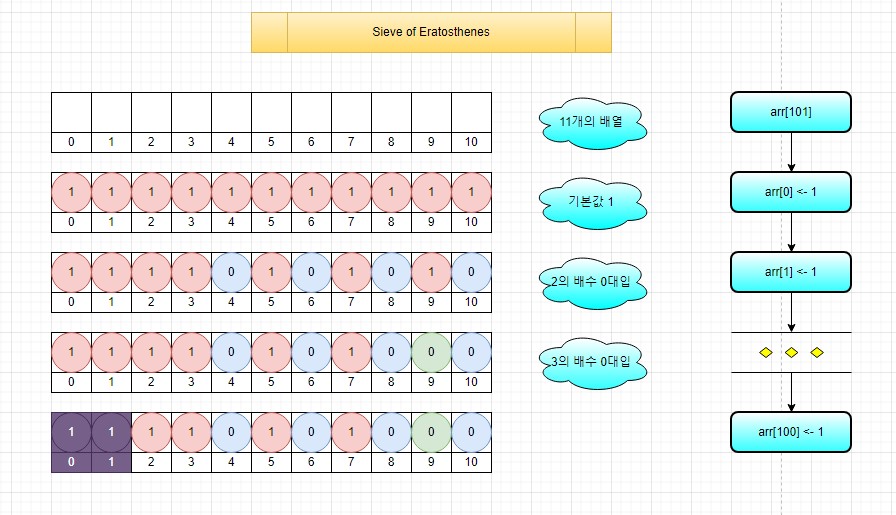 Sieve of Eratosthenes
11개의 배열
0 1 2 3 4 5 6 7 8 9 10
기본값 1
1 1 1 1 1 1 1 1 1 1 1
0 1 2 3 4 5 6 7 8 9 10
2의 배수 0대입
1 1 1 1 0 1 0 1 0 1 0
0 1 2 3 4 5 6 7 8 9 10
3의 배수 0대입
1 1 1 1 0 1 0 1 0 0 0
0 1 2 3 4 5 6 7 8 9 10
1 1 1 1 0 1 0 1 0 0 0
0 1 2 3 4 5 6 7 8 9 10
arr[101]
arr[0] <- 1
arr[1] <- 1
arr[100] <- 1